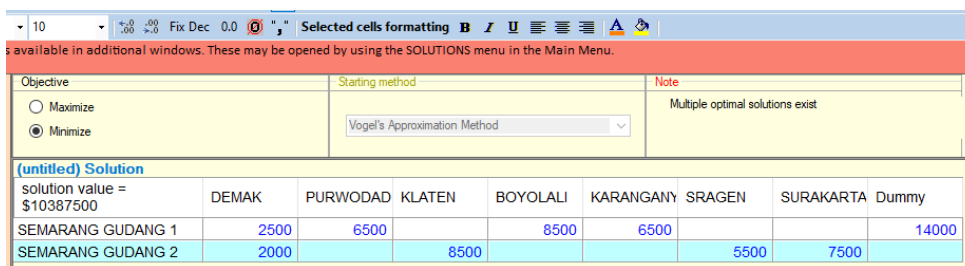 10 Fix Dec 0.0 "," Selected cells formatting B I U A
s available in additional windows. These may be opened by using the SOLUTIONS menu in the Main Menu.
Objective Starting method Note
Maximize Multiple optimal solutions exist
Minimize Vogel's Approximation Method
(untitled) Solution
solution value =
$10387500 DEMAK PURWODAD KLATEN BOYOLALI KARANGANY SRAGEN SURAKARTA Dummy
SEMARANG GUDANG 1 2500 6500 8500 6500 14000
SEMARANG GUDANG 2 2000 8500 5500 7500